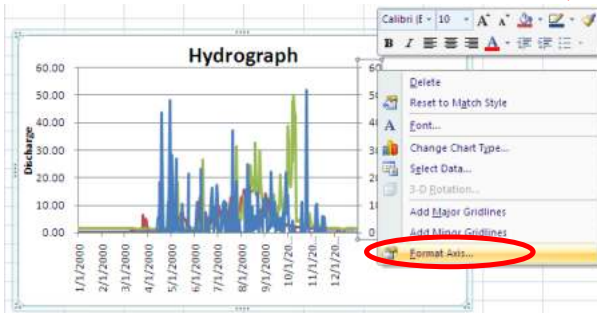 Calibri (E 10
B I
Hydrograph
60.00
50.00
40.00
30.00
20.00
10.00
0.00
Discharge
1/1/2000
2/1/2000
3/1/2000
4/1/2000
5/1/2000
6/1/2000
7/1/2000
8/1/2000
9/1/2000
10/1/20...
11/1/20...
12/1/20...
Delete
Reset to Match Style
Font...
Change Chart Type...
Select Data...
3-D Rotation...
Add Major Gridlines
Add Minor Gridlines
Format Axis...